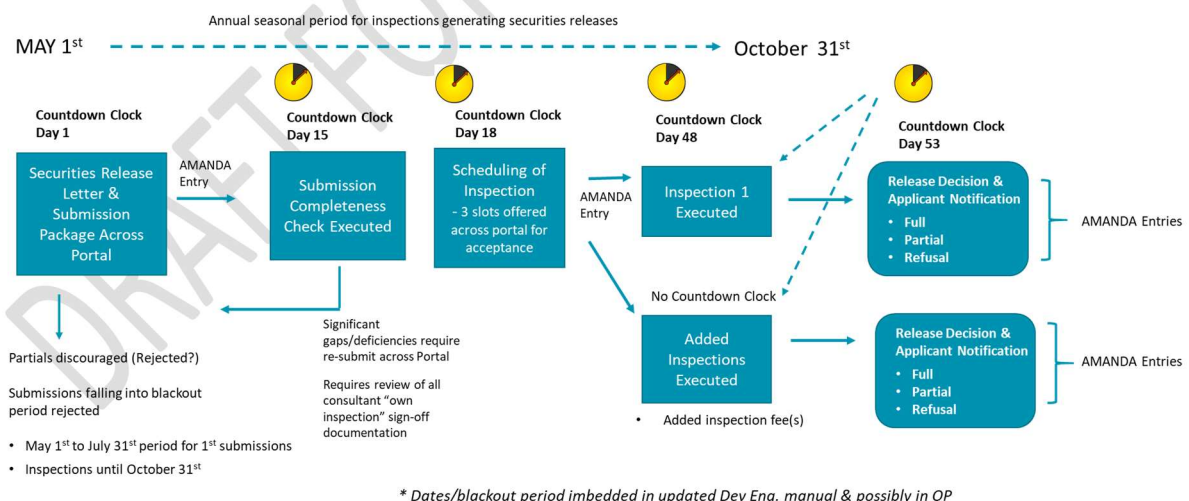 Annual seasonal period for inspections generating securities releases
MAY 1st
October 31st
Countdown Clock
Day 1
Countdown Clock
Day 15
Countdown Clock
Day 18
Countdown Clock
Day 48
Countdown Clock
Day 53
Securities Release
Letter &
Submission
Package Across
Portal
AMANDA
Entry
Submission
Completeness
Check Executed
Scheduling of
Inspection
- 3 slots offered
across portal for
acceptance
AMANDA
Entry
Inspection 1
Executed
Release Decision &
Applicant Notification
• Full
• Partial
• Refusal
AMANDA Entries
No Countdown Clock
Added
Inspections
Executed
• Added inspection fee(s)
Release Decision &
Applicant Notification
• Full
• Partial
• Refusal
AMANDA Entries
Significant
gaps/deficiencies require
re-submit across Portal
Requires review of all
consultant “own
inspection” sign-off
documentation
Partials discouraged (Rejected?)
Submissions falling into blackout
period rejected
• May 1st to July 31st period for 1st submissions
• Inspections until October 31st
* Dates/blackout period imbedded in updated Dev Eng. manual & possibly in OP
DRAFT FO